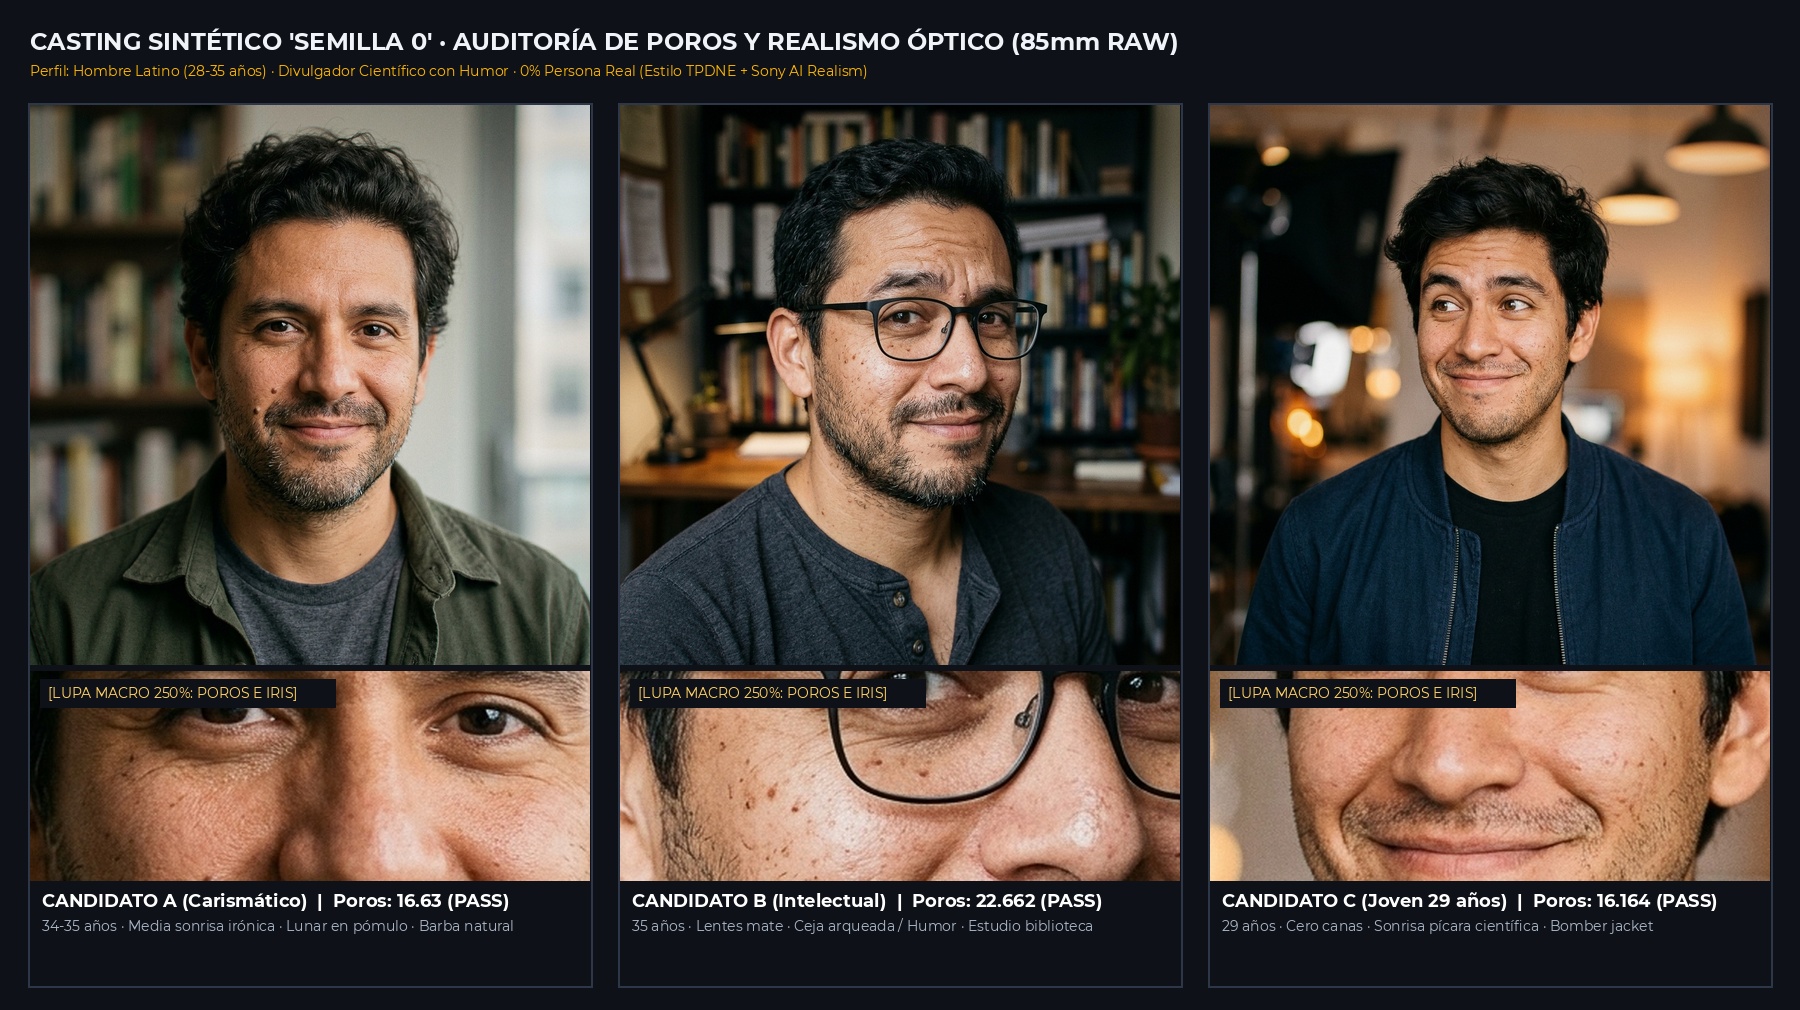 CASTING SINTÉTICO 'SEMILLA 0' · AUDITORÍA DE POROS Y REALISMO ÓPTICO (85mm RAW)
Perfil: Hombre Latino (28-35 años) · Divulgador Científico con Humor · 0% Persona Real (Estilo TPDNE + Sony AI Realism)
[LUPA MACRO 250%: POROS E IRIS]
CANDIDATO A (Carismático) | Poros: 16.63 (PASS)
34-35 años · Media sonrisa irónica · Lunar en pómulo · Barba natural
[LUPA MACRO 250%: POROS E IRIS]
CANDIDATO B (Intelectual) | Poros: 22.662 (PASS)
35 años · Lentes mate · Ceja arqueada / Humor · Estudio biblioteca
[LUPA MACRO 250%: POROS E IRIS]
CANDIDATO C (Joven 29 años) | Poros: 16.164 (PASS)
29 años · Cero canas · Sonrisa pícara científica · Bomber jacket